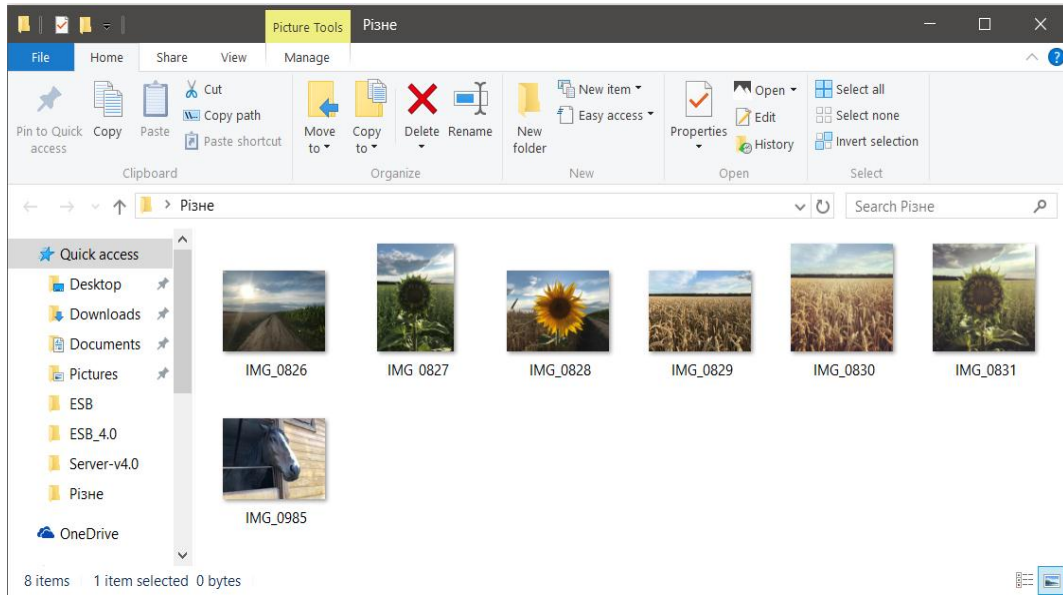 Picture Tools Різне
File Home Share View Manage
Pin to Quick access
Copy
Paste
Cut
Copy path
Paste shortcut
Clipboard
Move to
Copy to
Delete
Rename
Organize
New folder
New item
Easy access
New
Properties
Open
Edit
History
Open
Select all
Select none
Invert selection
Select
Різне
Search Різне
Quick access
Desktop
Downloads
Documents
Pictures
ESB
ESB_4.0
Server-v4.0
Різне
OneDrive
IMG_0826 IMG 0827 IMG_0828 IMG_0829 IMG_0830 IMG_0831
IMG_0985
8 items 1 item selected 0 bytes